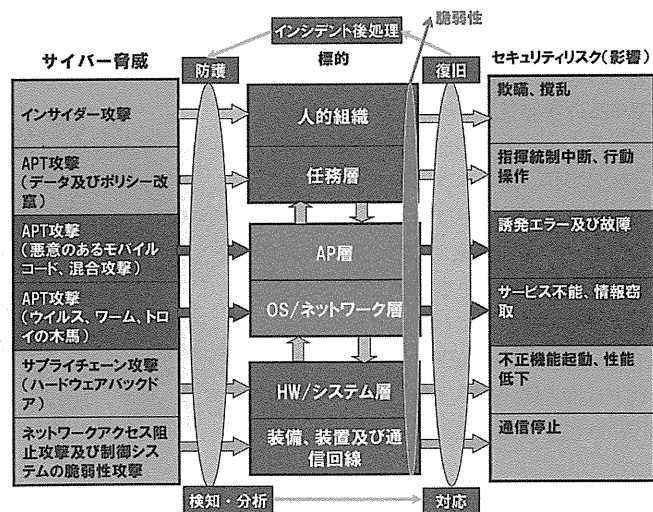 脆弱性
インシデント後処理
サイバー脅威
防護
標的
復旧
セキュリティリスク(影響)
インサイダー攻撃
人的組織
欺瞞、撹乱
APT攻撃
(データ及びポリシー改
竄)
任務層
指揮統制中断、行動
操作
APT攻撃
(悪意のあるモバイル
コード、混合攻撃)
AP層
誘発エラー及び故障
APT攻撃
(ウイルス、ワーム、トロ
イの木馬)
OS/ネットワーク層
サービス不能、情報窃
取
サプライチェーン攻撃
(ハードウェアバックド
ア)
HW/システム層
不正機能起動、性能
低下
ネットワークアクセス阻
止攻撃及び制御シス
テムの脆弱性攻撃
装備、装置及び通
信回線
通信停止
検知・分析
対応